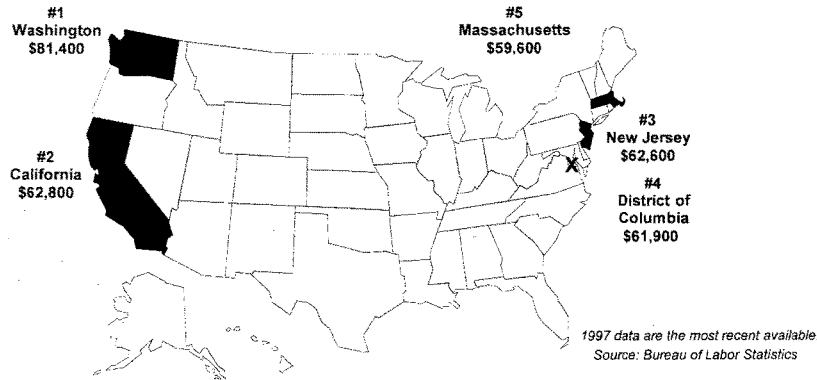 #1
Washington
$81,400
#5
Massachusetts
$59,600
#2
California
$62,800
#3
New Jersey
$62,600
X
#4
District of
Columbia
$61,900
1997 data are the most recent available
Source: Bureau of Labor Statistics